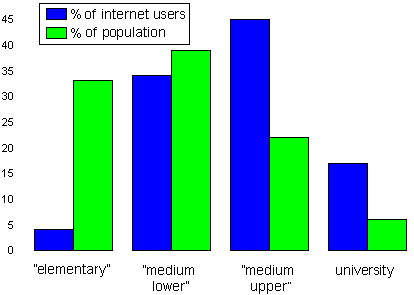 % of internet users
% of population
45
40
35
30
25
20
15
10
5
0
"elementary"
"medium lower"
"medium upper"
university